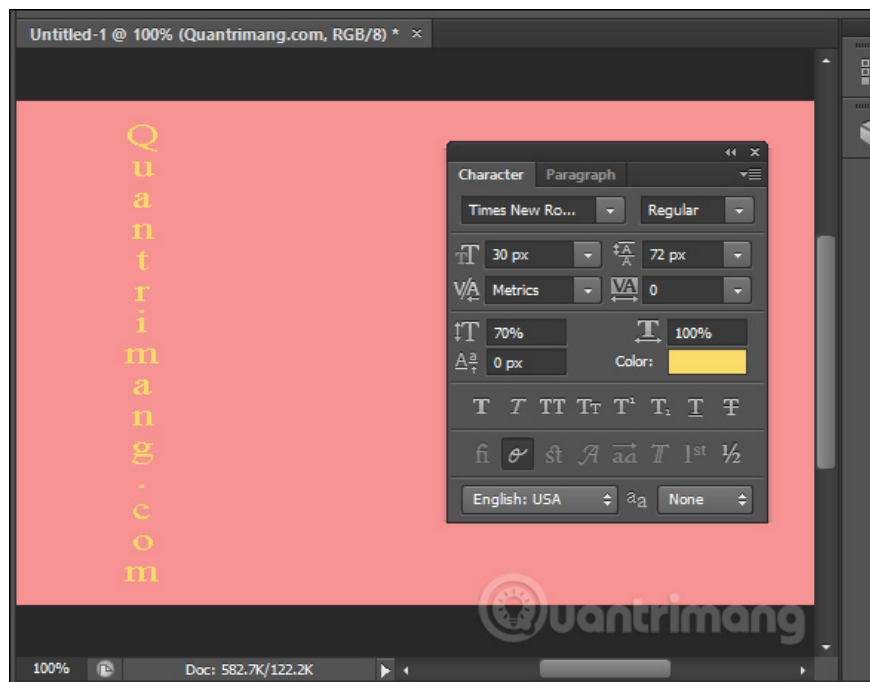 Untitled-1 @ 100% (Quantrimang.com, RGB/8) * ×
Quantrimang.com
Character Paragraph
Times New Ro... Regular
30 px 72 px
Metrics 0
70% 100%
0 px Color:
T T TT Tт T¹ T₁ T T
fi st A aa T 1st ½
English: USA aa None
Quantrimang
100% Doc: 582.7K/122.2K